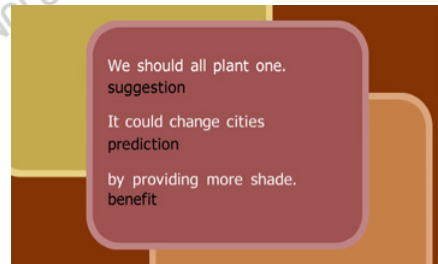 We should all plant one.
suggestion
It could change cities
prediction
by providing more shade.
benefit